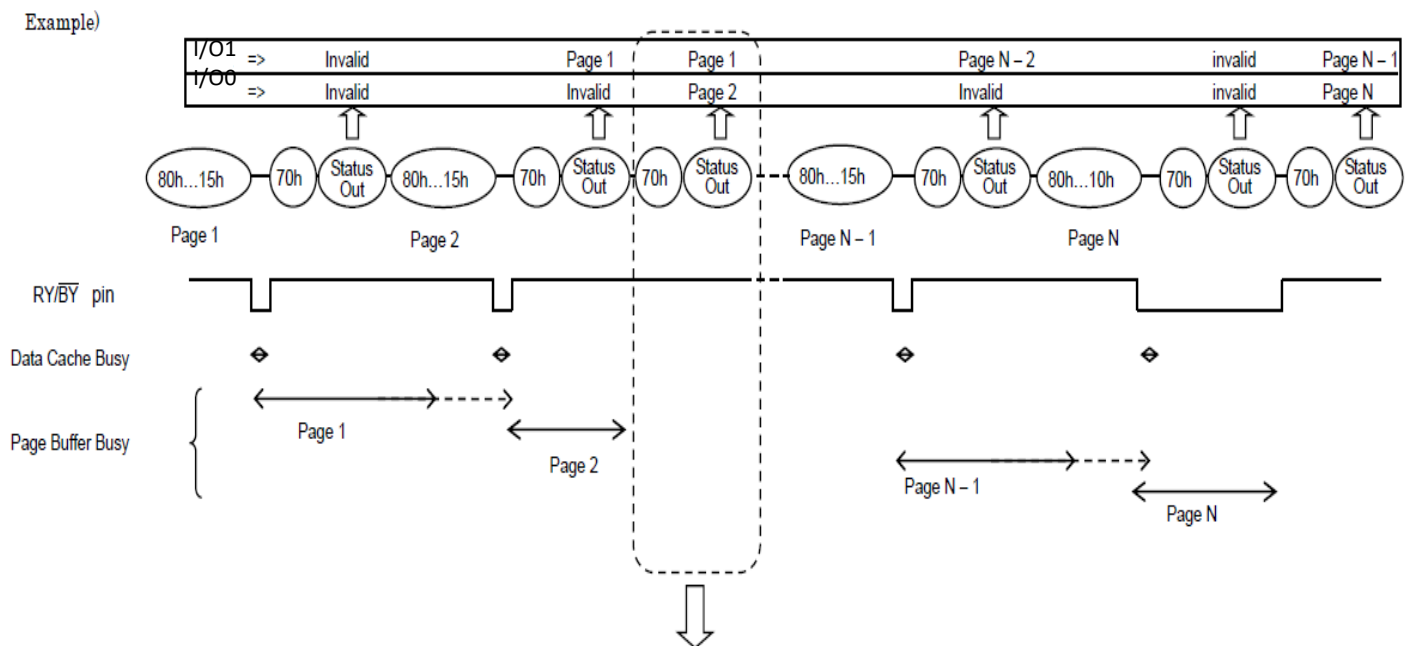 Example)
I/O1 => Invalid Page 1 Page 1 Page N – 2 invalid Page N – 1
I/O0 => Invalid Invalid Page 2 Invalid invalid Page N
80h...15h 70h Status Out 80h...15h 70h Status Out 70h Status Out 80h...15h 70h Status Out 80h...10h 70h Status Out 70h Status Out
Page 1 Page 2 Page N – 1 Page N
RY/BY pin
Data Cache Busy
Page 1
Page Buffer Busy
Page 2
Page N – 1
Page N